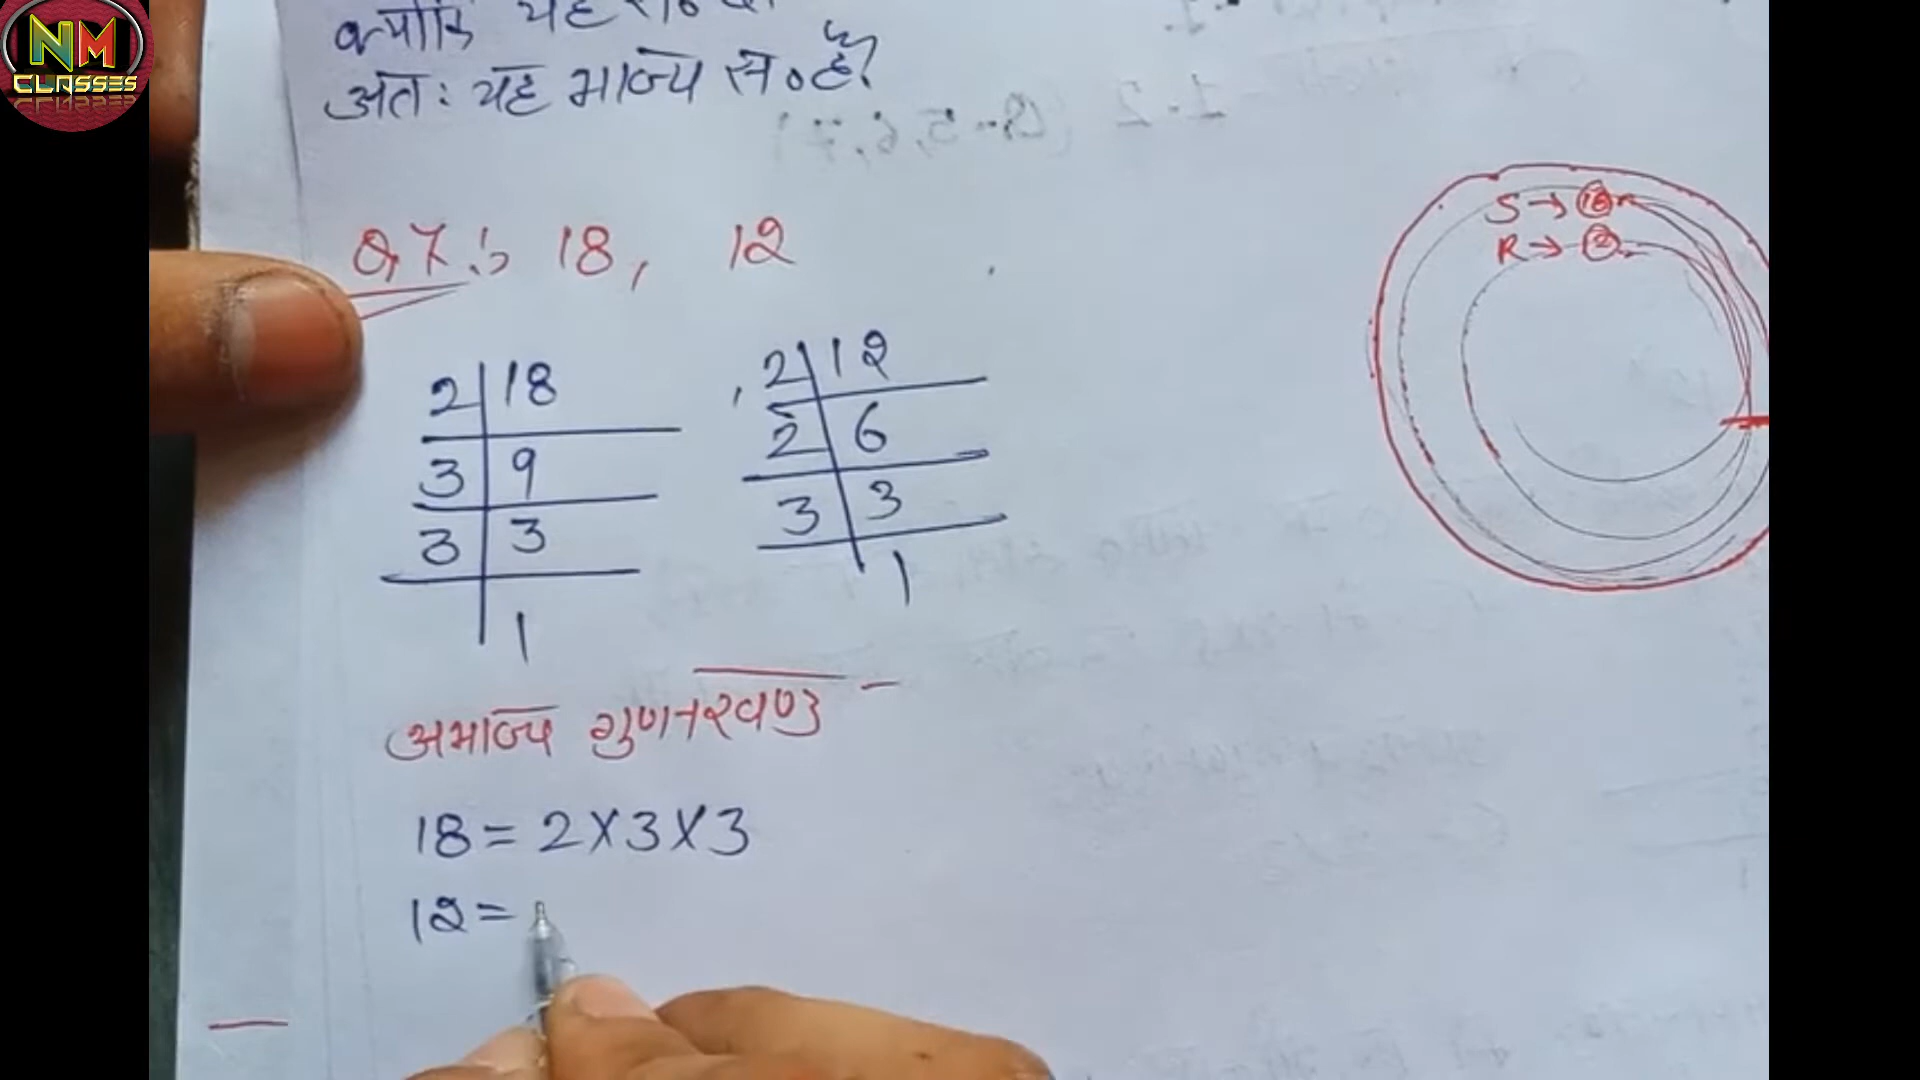 NM
CLASSES
क्योंकि यह
अतः यह भाज्य सं० है।
Q7.:- 18, 12
S → 18
R → 12
2 | 18
3 | 9
3 | 3
1
2 | 12
2 | 6
3 | 3
1
अभाज्य गुणनखण्ड -
18 = 2×3×3
12 =